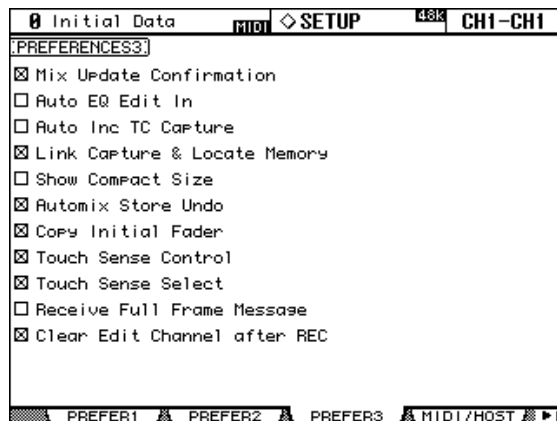 0 Initial Data MIDI ◇SETUP 48k CH1-CH1
PREFERENCES3
☒ Mix Update Confirmation
☐ Auto EQ Edit In
☐ Auto Inc TC Capture
☒ Link Capture & Locate Memory
☐ Show Compact Size
☒ Automix Store Undo
☒ Copy Initial Fader
☒ Touch Sense Control
☒ Touch Sense Select
☐ Receive Full Frame Message
☒ Clear Edit Channel after REC
PREFER1 PREFER2 PREFER3 MIDI/HOST ▶